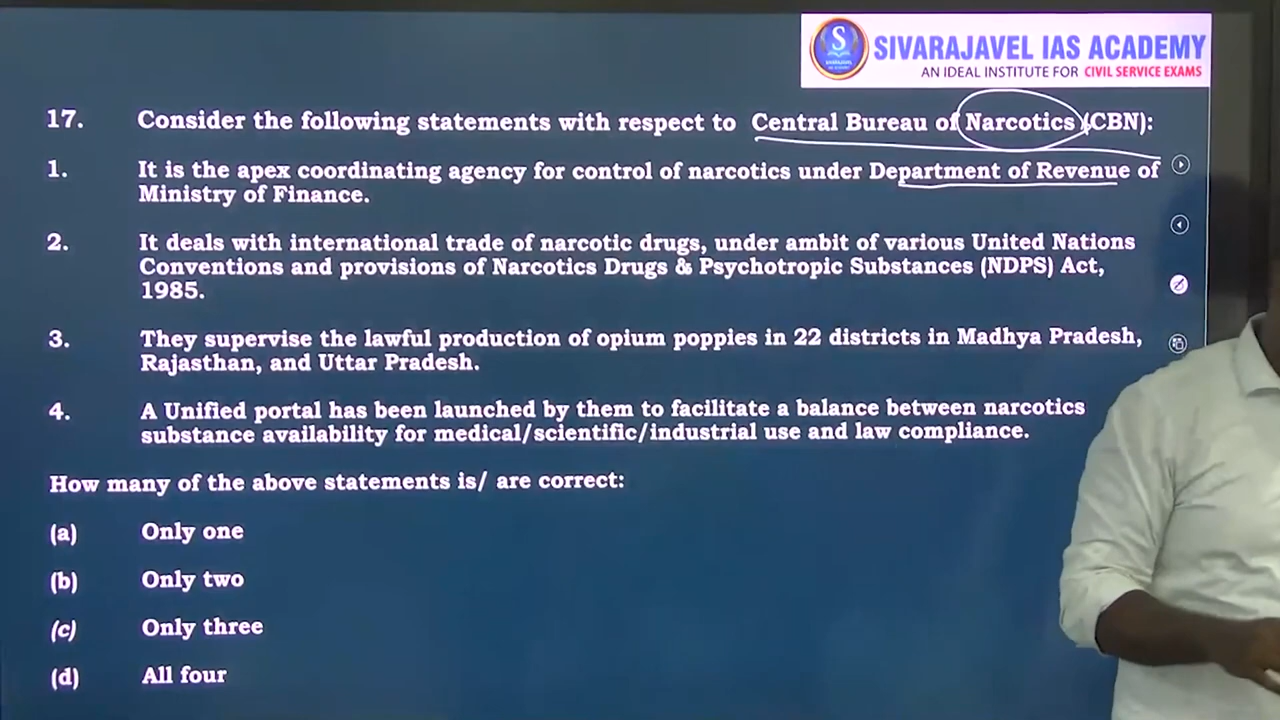 SIVARAJAVEL IAS ACADEMY
AN IDEAL INSTITUTE FOR CIVIL SERVICE EXAMS
17. Consider the following statements with respect to Central Bureau of Narcotics (CBN):
1. It is the apex coordinating agency for control of narcotics under Department of Revenue of
Ministry of Finance.
2. It deals with international trade of narcotic drugs, under ambit of various United Nations
Conventions and provisions of Narcotics Drugs & Psychotropic Substances (NDPS) Act,
1985.
3. They supervise the lawful production of opium poppies in 22 districts in Madhya Pradesh,
Rajasthan, and Uttar Pradesh.
4. A Unified portal has been launched by them to facilitate a balance between narcotics
substance availability for medical/scientific/industrial use and law compliance.
How many of the above statements is/ are correct:
(a) Only one
(b) Only two
(c) Only three
(d) All four